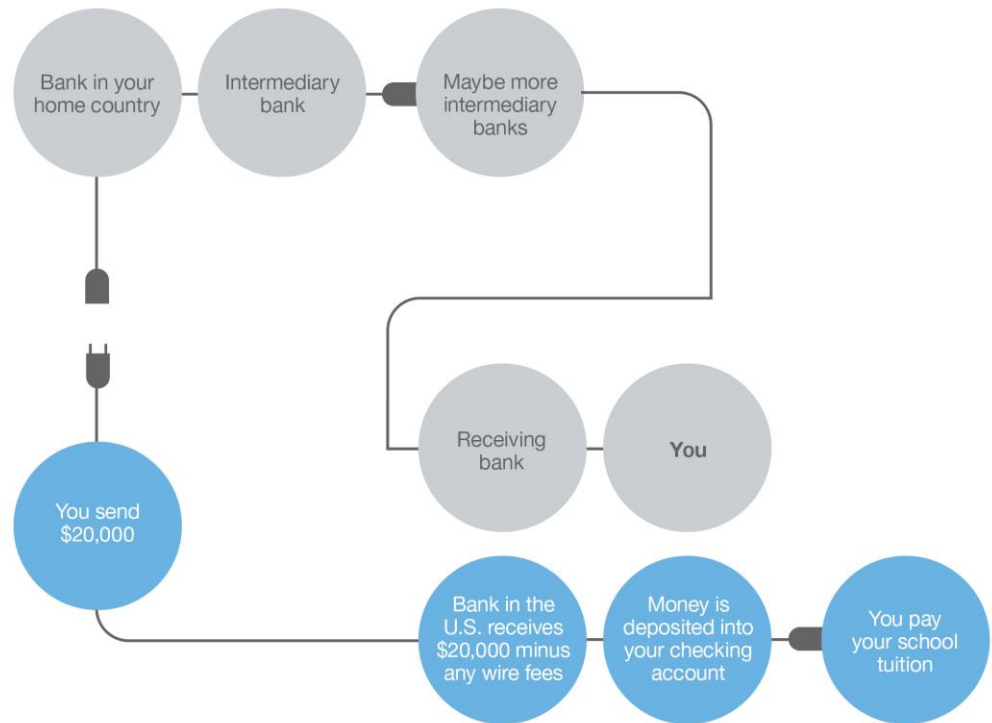 Bank in your
home country
Intermediary
bank
Maybe more
intermediary
banks
Receiving
bank
You
You send
$20,000
Bank in the
U.S. receives
$20,000 minus
any wire fees
Money is
deposited into
your checking
account
You pay
your school
tuition